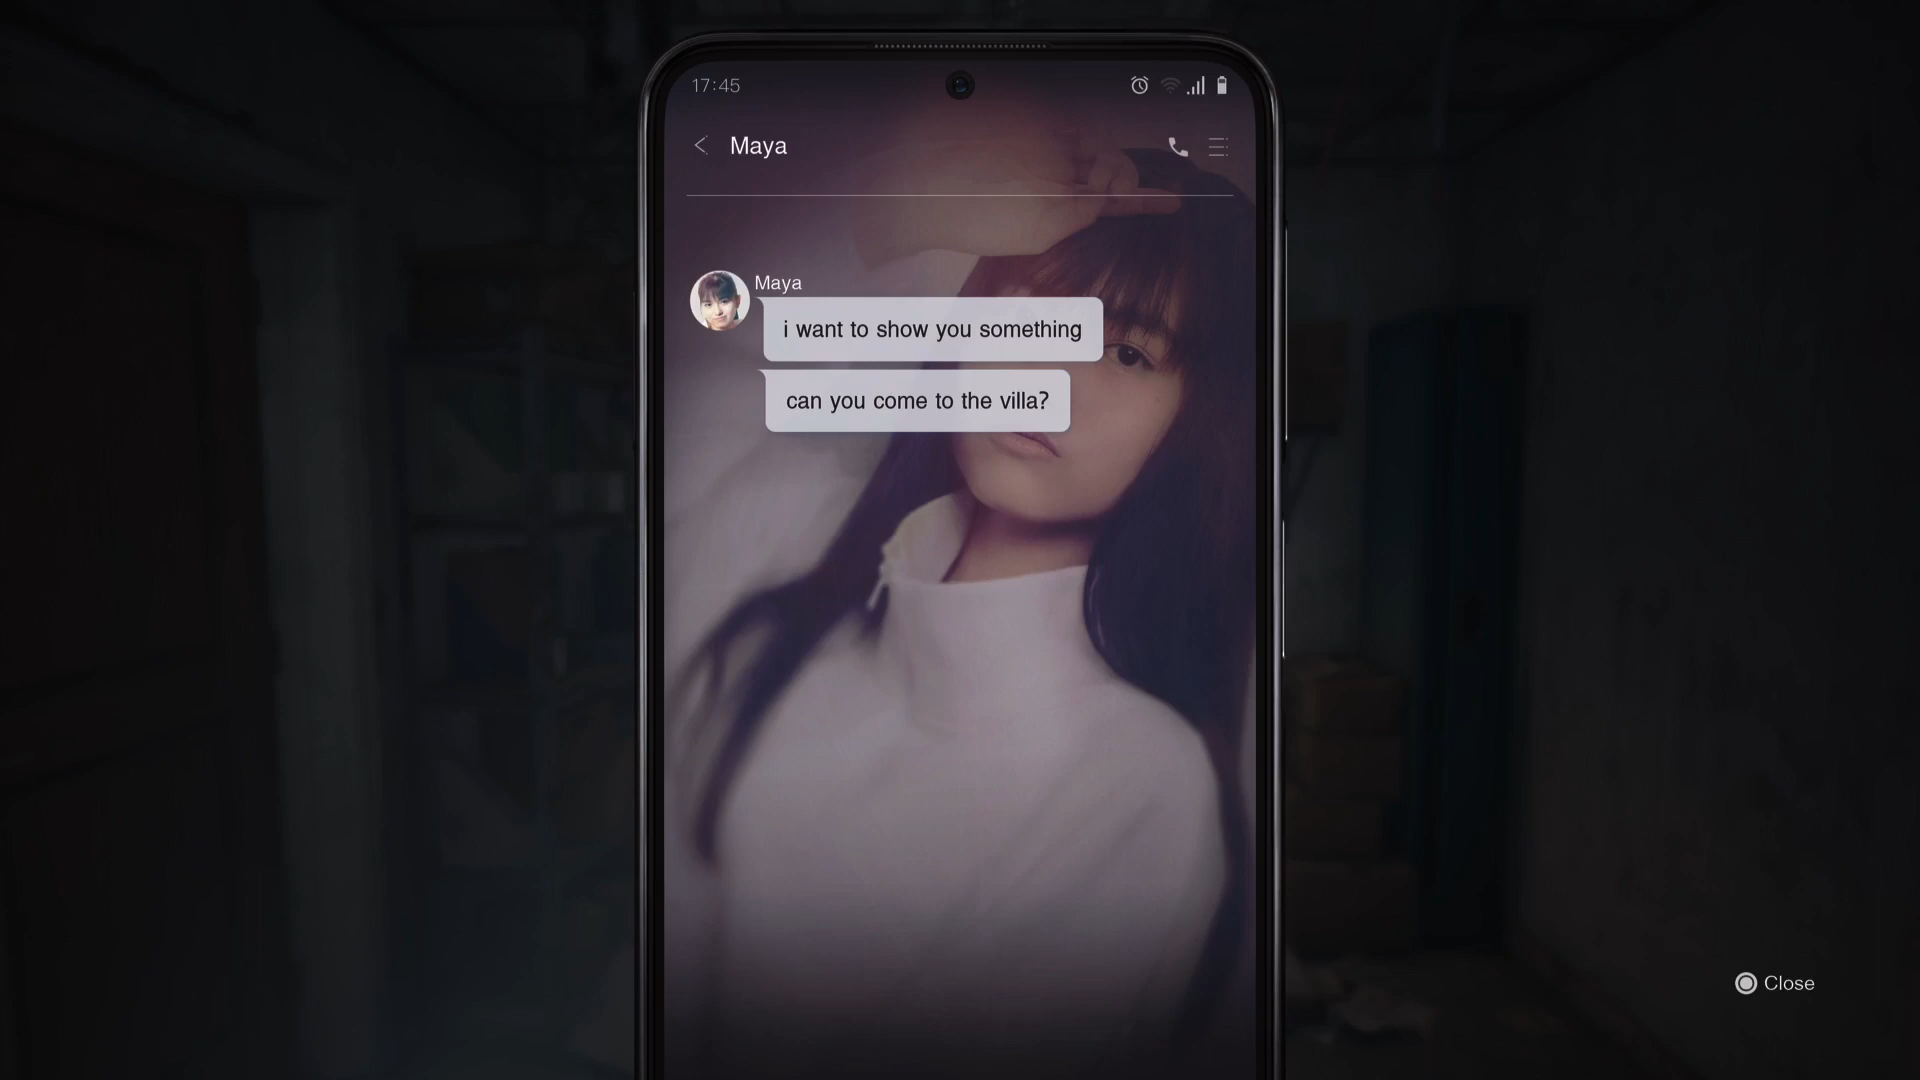 17:45
Maya
Maya
i want to show you something
can you come to the villa?
Close